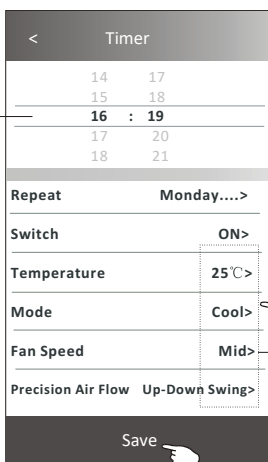 < Timer
14 17
15 18
16 : 19
17 20
18 21
Repeat Monday....>
Switch ON>
Temperature 25℃>
Mode Cool>
Fan Speed Mid>
Precision Air Flow Up-Down Swing>
Save